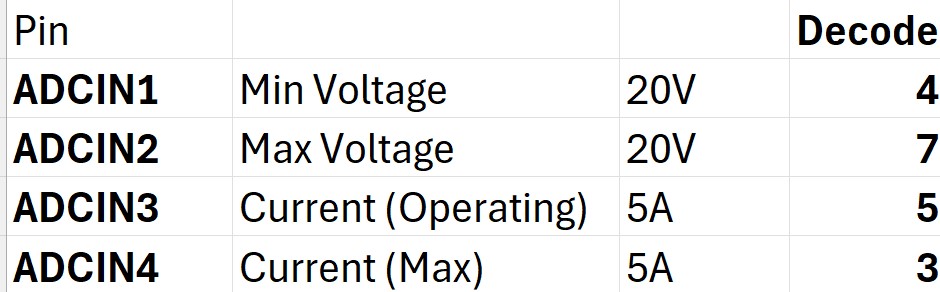 Pin Decode
ADCIN1 Min Voltage 20V 4
ADCIN2 Max Voltage 20V 7
ADCIN3 Current (Operating) 5A 5
ADCIN4 Current (Max) 5A 3